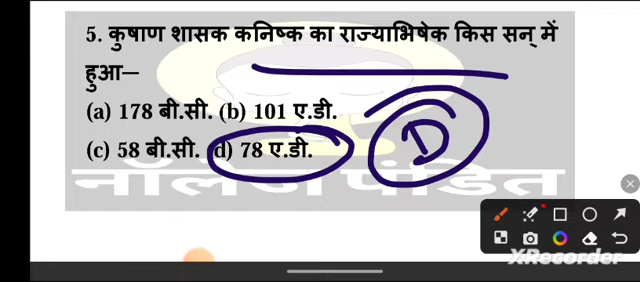 5. कुषाण शासक कनिष्क का राज्याभिषेक किस सन् में
हुआ–
(a) 178 बी.सी. (b) 101 ए.डी.
(c) 58 बी.सी. (d) 78 ए.डी.
D
नॉलेज पंडित
XRecorder